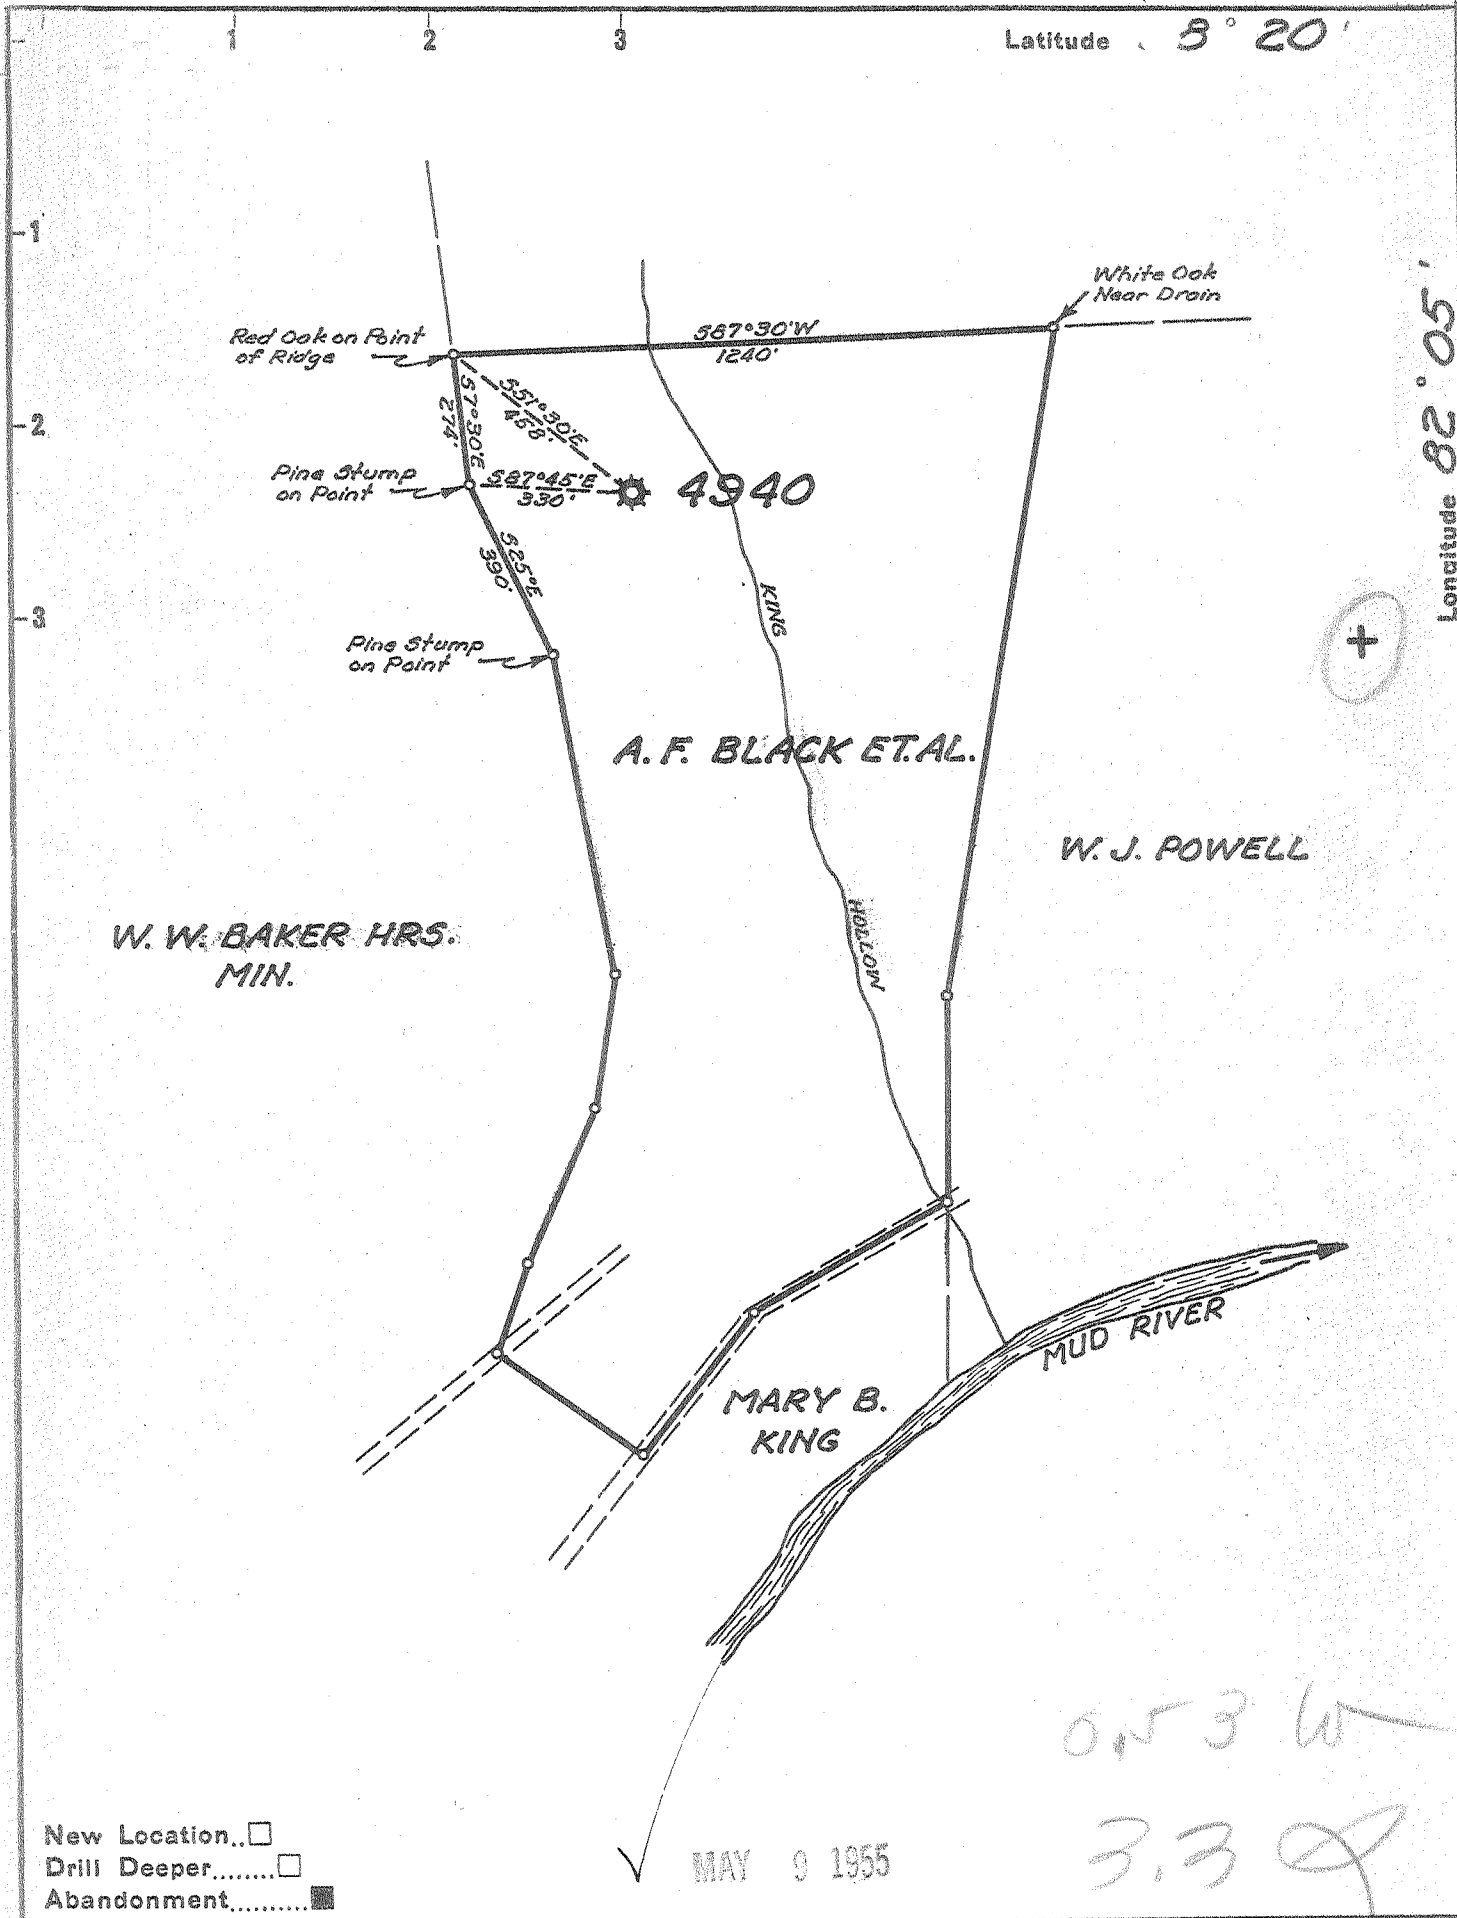 1 2 3
Latitude 3° 20'
1
2
3
Longitude 82° 05'
White Oak
Near Drain
Red Oak on Point
of Ridge
S87°30'W
1240'
S7°30'E
274'
S51°30'E
458'
Pine Stump
on Point
S87°45'E
330'
4940
S25°E
390'
Pine Stump
on Point
KING
HOLLOW
+
A. F. BLACK ET. AL.
W. J. POWELL
W. W. BAKER HRS.
MIN.
MUD RIVER
MARY B.
KING
New Location..
Drill Deeper........
Abandonment..........
MAY 9 1955
3.3